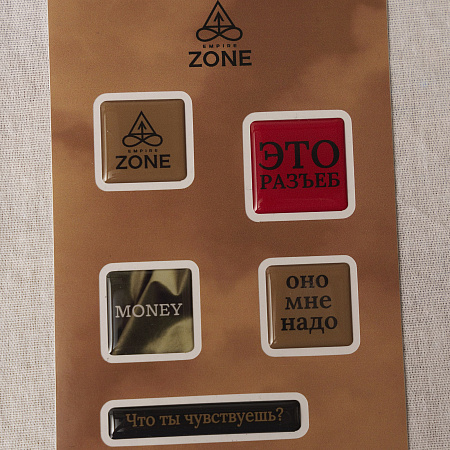 EMPIRE
ZONE
EMPIRE
ZONE
ЭТО
РАЗЪЕБ
MONEY
оно
мне
надо
Что ты чувствуешь?